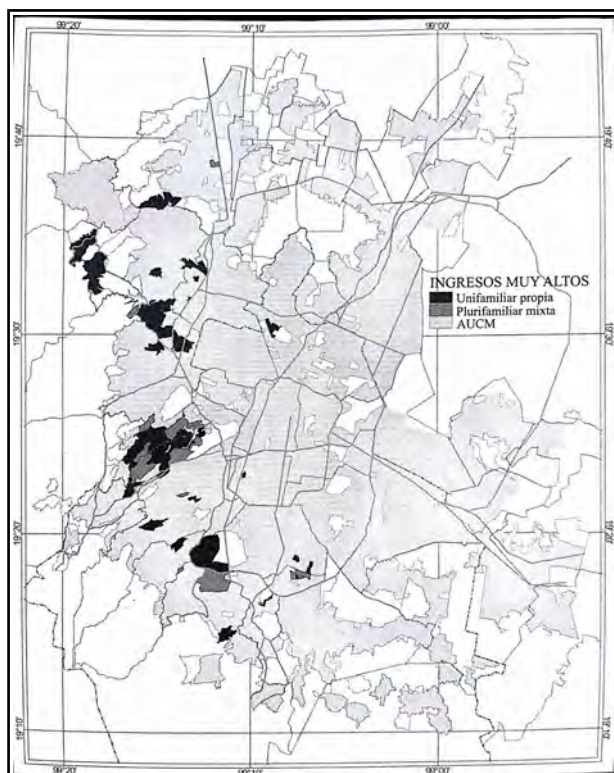 99°20' 99°10' 99°00'
19°40' 19°40'
INGRESOS MUY ALTOS
Unifamiliar propia
Plurifamiliar mixta
AUCM
19°30' 19°30'
19°20' 19°20'
19°10' 19°10'
99°20' 99°10' 99°00'